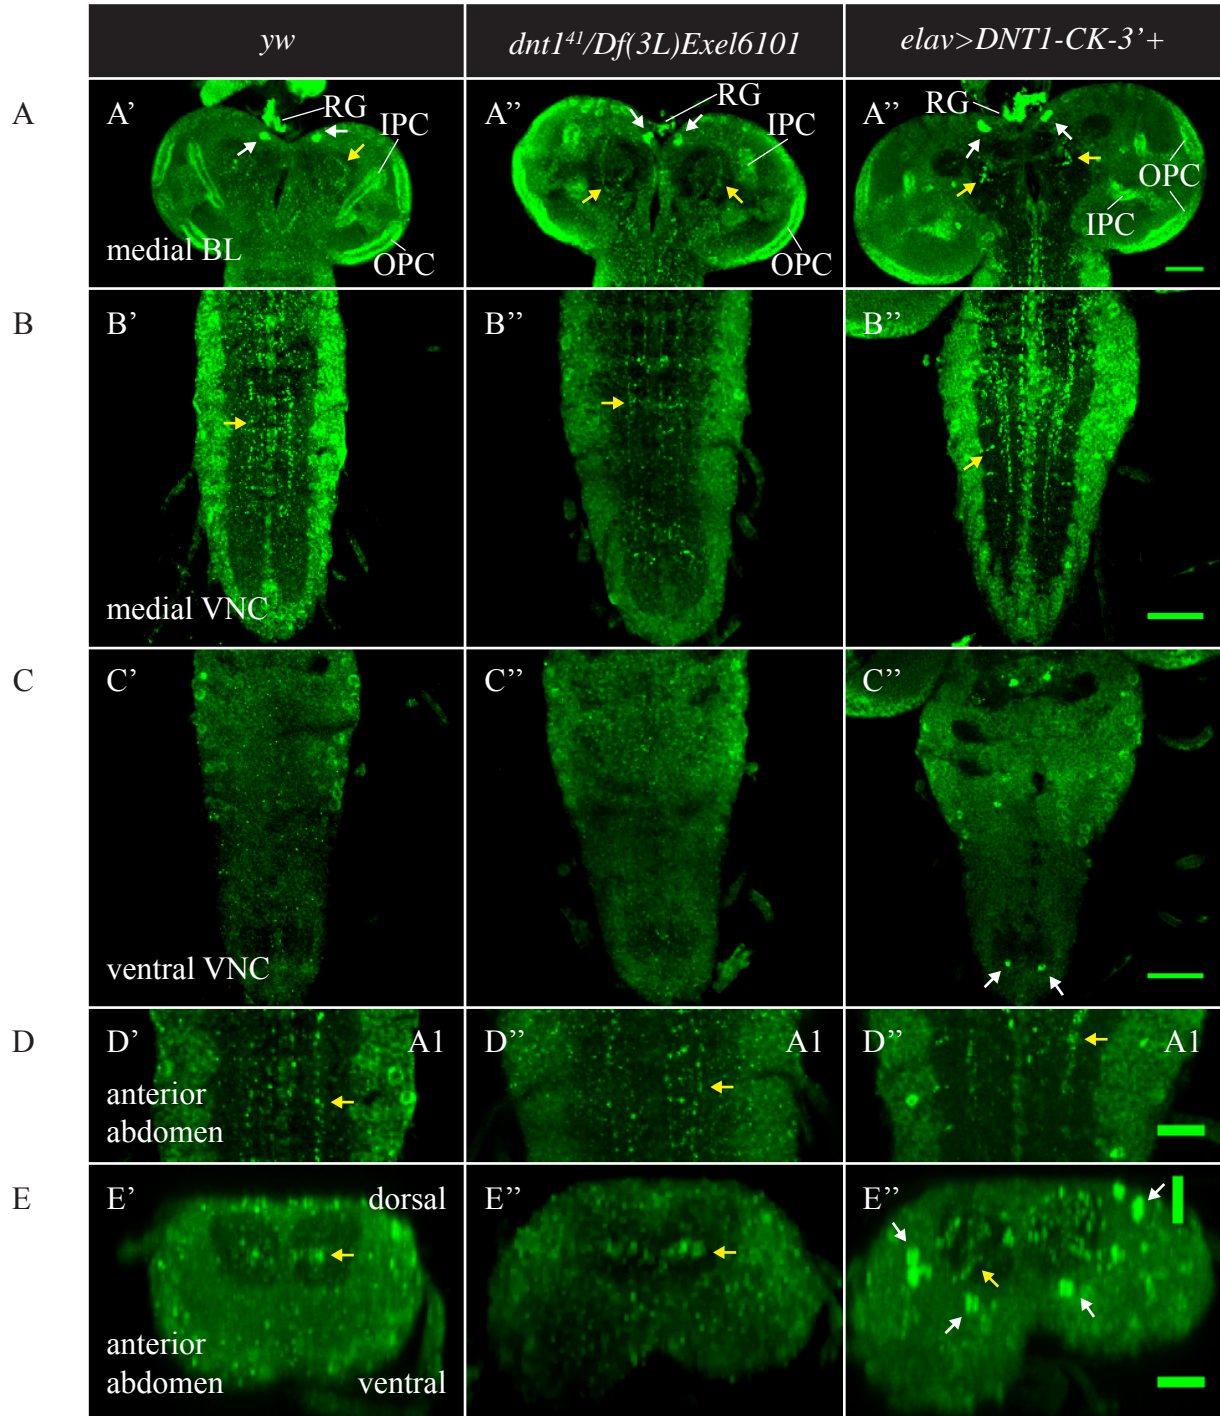 yw dnt1⁴¹/Df(3L)Exel6101 elav>DNT1-CK-3’+
A A’ RG IPC OPC medial BL A’’ RG IPC OPC A’’ RG OPC IPC
B B’ medial VNC B’’ B’’
C C’ ventral VNC C’’ C’’
D D’ A1 anterior abdomen D’’ A1 D’’ A1
E E’ dorsal anterior abdomen ventral E’’ E’’